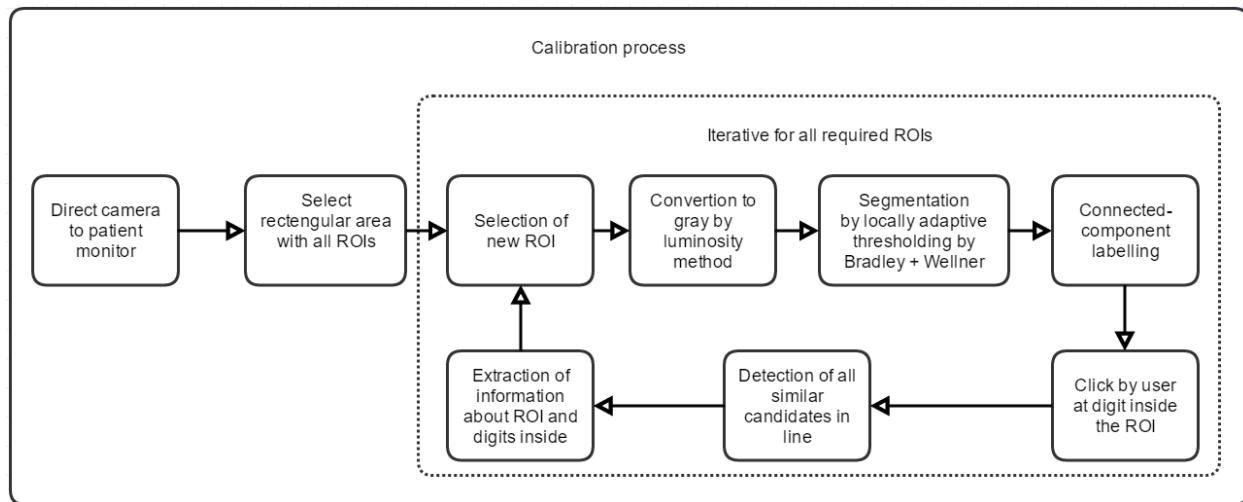 Calibration process
Iterative for all required ROIs
Direct camera
to patient
monitor
Select
rectengular area
with all ROIs
Selection of
new ROI
Convertion to
gray by
luminosity
method
Segmentation
by locally adaptive
thresholding by
Bradley + Wellner
Connected-
component
labelling
Extraction of
information
about ROI and
digits inside
Detection of all
similar
candidates in
line
Click by user
at digit inside
the ROI